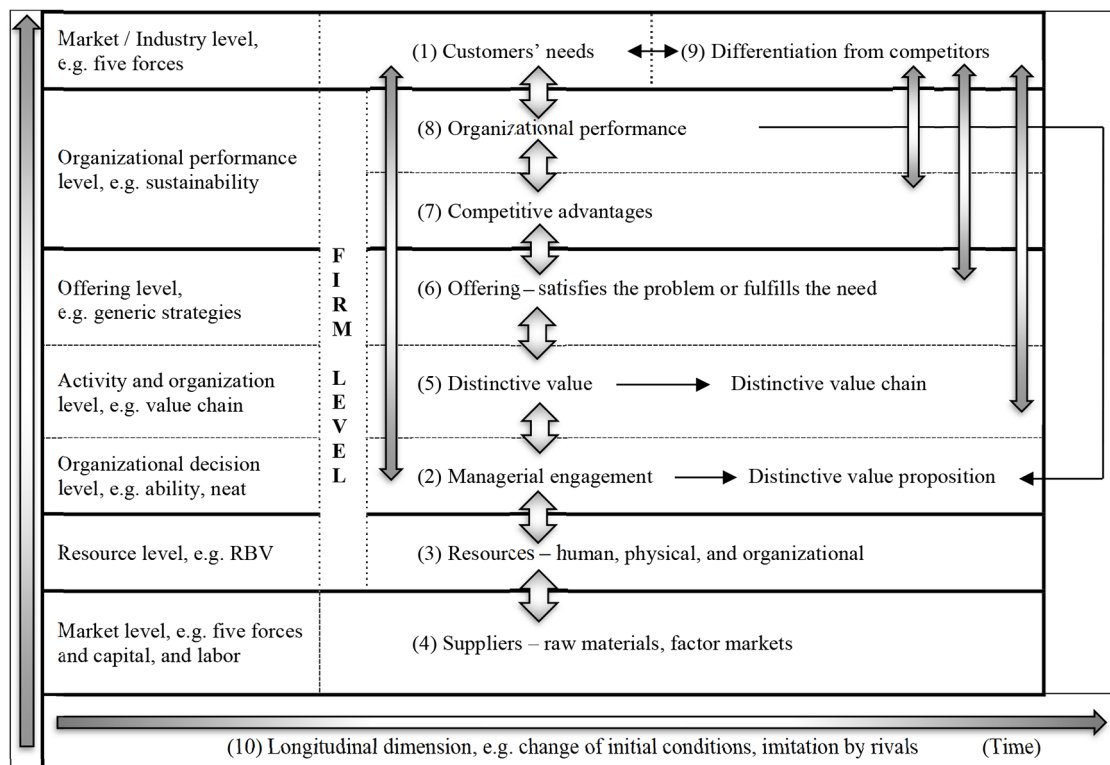 Market / Industry level,
e.g. five forces
(1) Customers’ needs
(9) Differentiation from competitors
Organizational performance
level, e.g. sustainability
(8) Organizational performance
(7) Competitive advantages
FIRM LEVEL
Offering level,
e.g. generic strategies
(6) Offering – satisfies the problem or fulfills the need
Activity and organization
level, e.g. value chain
(5) Distinctive value
Distinctive value chain
Organizational decision
level, e.g. ability, neat
(2) Managerial engagement
Distinctive value proposition
Resource level, e.g. RBV
(3) Resources – human, physical, and organizational
Market level, e.g. five forces
and capital, and labor
(4) Suppliers – raw materials, factor markets
(10) Longitudinal dimension, e.g. change of initial conditions, imitation by rivals
(Time)